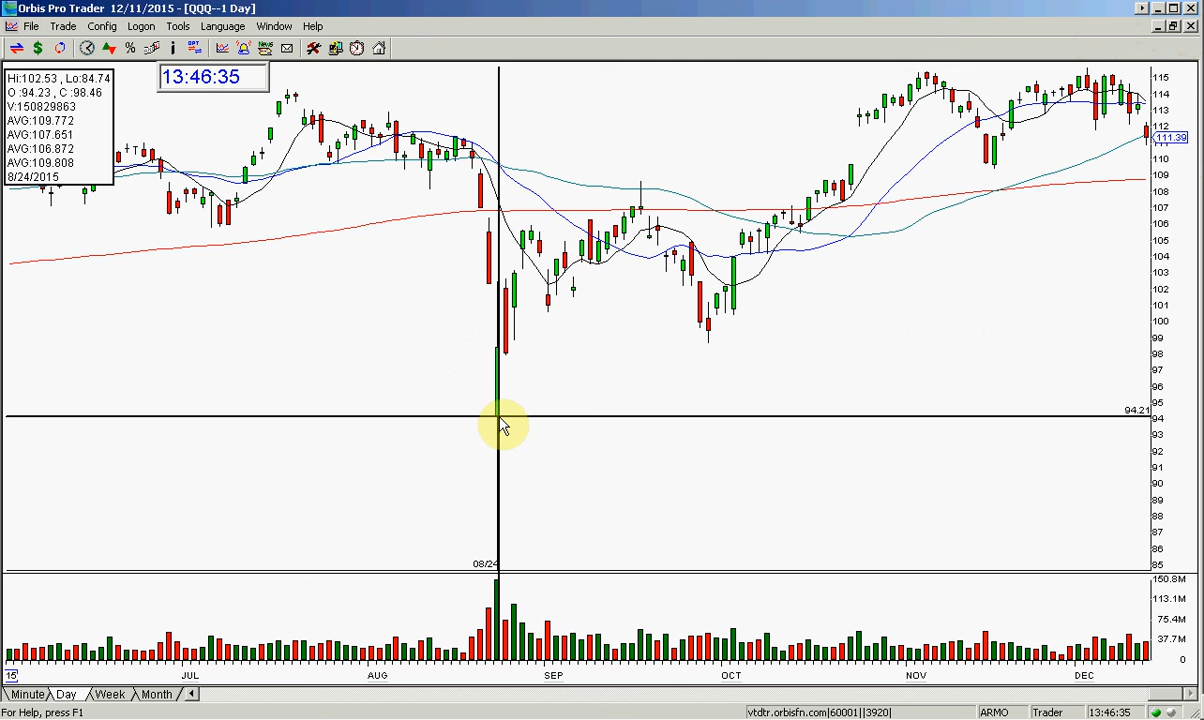 Orbis Pro Trader 12/11/2015 - [QQQ--1 Day]
File Trade Config Logon Tools Language Window Help
13:46:35
Hi:102.53 , Lo:84.74
O :94.23 , C :98.46
V:150829863
AVG:109.772
AVG:107.651
AVG:106.872
AVG:109.808
8/24/2015
115
114
113
112
111.39
110
109
108
107
106
105
104
103
102
101
100
99
98
97
96
95
94.21
94
93
92
91
90
89
88
87
86
85
08/24
150.8M
113.1M
75.4M
37.7M
15 JUL AUG SEP OCT NOV DEC
Minute Day Week Month
For Help, press F1 vtdtr.orbisfn.com|60001||3920| ARMO Trader 13:46:35